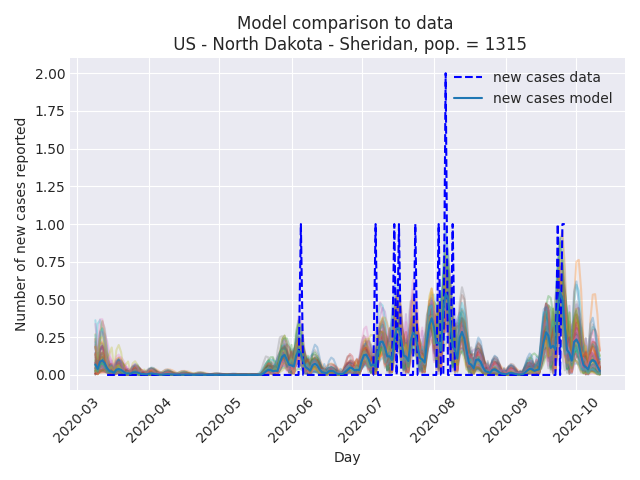 Model comparison to data
US - North Dakota - Sheridan, pop. = 1315
new cases data
new cases model
Number of new cases reported
2.00
1.75
1.50
1.25
1.00
0.75
0.50
0.25
0.00
2020-03
2020-04
2020-05
2020-06
2020-07
2020-08
2020-09
2020-10
Day